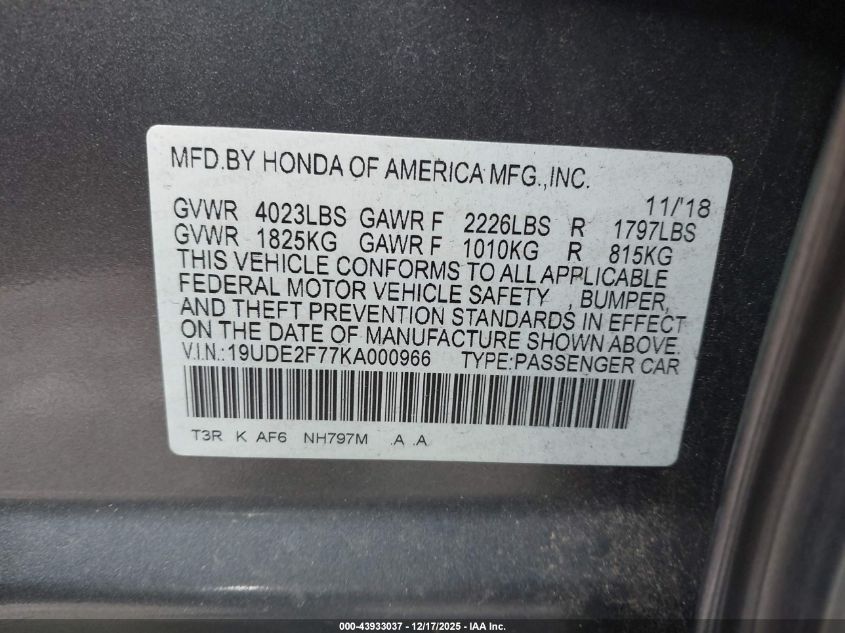 MFD.BY HONDA OF AMERICA MFG.,INC.
11/'18
GVWR 4023LBS GAWR F 2226LBS R 1797LBS
GVWR 1825KG GAWR F 1010KG R 815KG
THIS VEHICLE CONFORMS TO ALL APPLICABLE
FEDERAL MOTOR VEHICLE SAFETY , BUMPER,
AND THEFT PREVENTION STANDARDS IN EFFECT
ON THE DATE OF MANUFACTURE SHOWN ABOVE.
V.I.N.:19UDE2F77KA000966 TYPE:PASSENGER CAR
T3R K AF6 NH797M .A .A
000-43933037 - 12/17/2025 - IAA Inc.